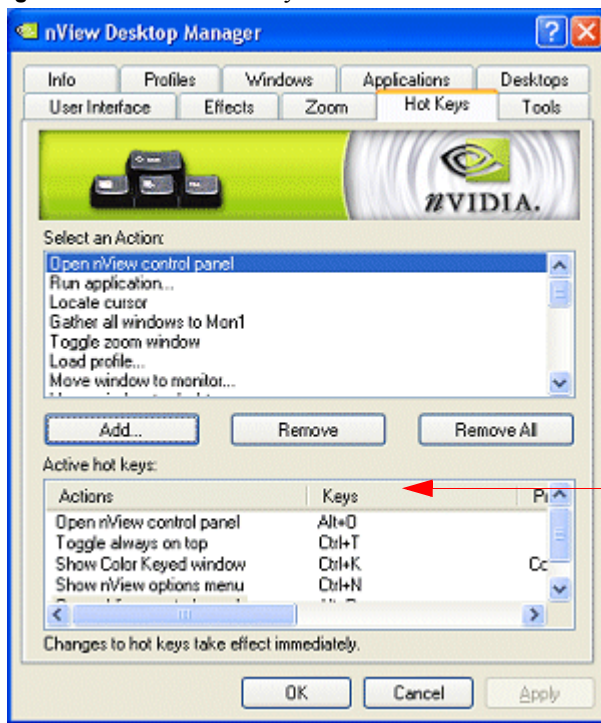 nView Desktop Manager
Info Profiles Windows Applications Desktops
User Interface Effects Zoom Hot Keys Tools
nVIDIA.
Select an Action:
Open nView control panel
Run application...
Locate cursor
Gather all windows to Mon1
Toggle zoom window
Load profile...
Move window to monitor...
Add... Remove Remove All
Active hot keys:
Actions Keys
Open nView control panel Alt+O
Toggle always on top Ctrl+T
Show Color Keyed window Ctrl+K
Show nView options menu Ctrl+N
Changes to hot keys take effect immediately.
OK Cancel Apply